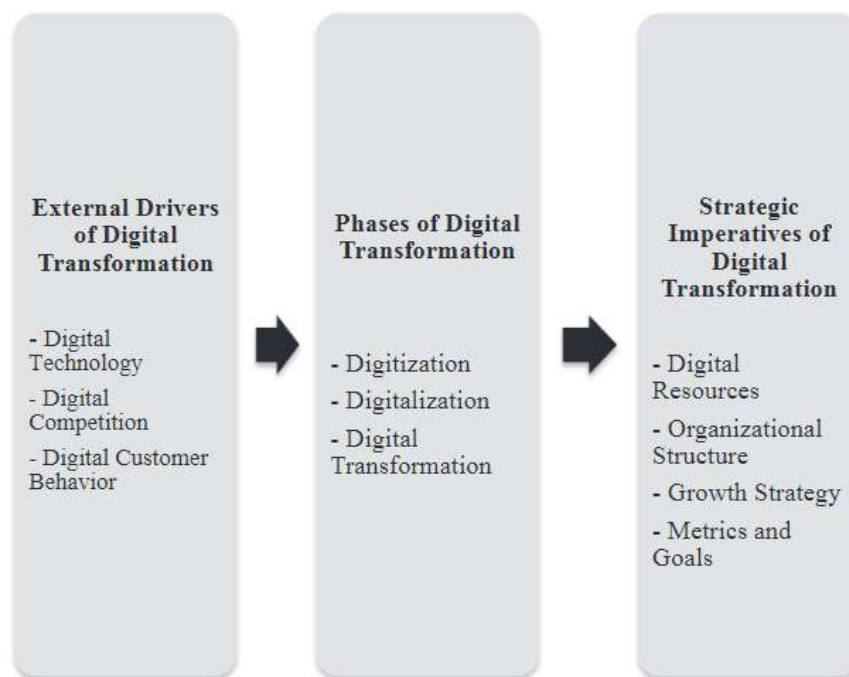 External Drivers
of Digital
Transformation
- Digital
Technology
- Digital
Competition
- Digital Customer
Behavior
Phases of Digital
Transformation
- Digitization
- Digitalization
- Digital
Transformation
Strategic
Imperatives of
Digital
Transformation
- Digital
Resources
- Organizational
Structure
- Growth Strategy
- Metrics and
Goals